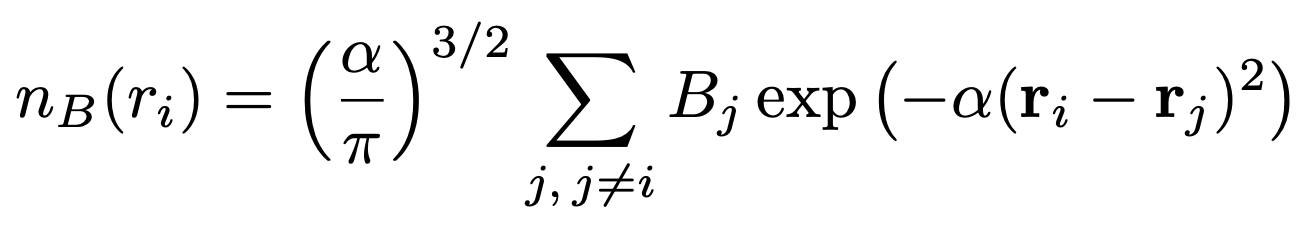 n_B(r_i) = \left(\frac{\alpha}{\pi}\right)^{3/2} \sum_{j,\, j \neq i} B_j \exp\left(-\alpha(\mathbf{r}_i - \mathbf{r}_j)^2\right)